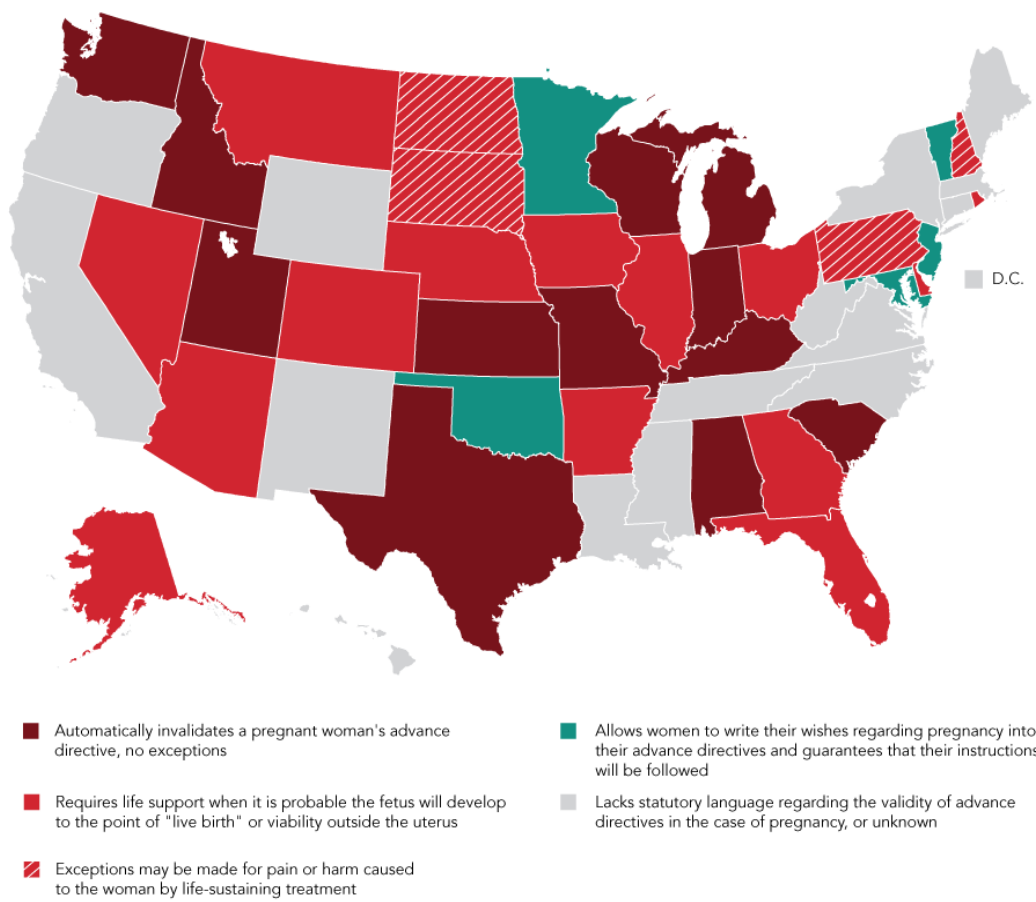 D.C.
Automatically invalidates a pregnant woman's advance
directive, no exceptions
Requires life support when it is probable the fetus will develop
to the point of "live birth" or viability outside the uterus
Exceptions may be made for pain or harm caused
to the woman by life-sustaining treatment
Allows women to write their wishes regarding pregnancy into
their advance directives and guarantees that their instructions
will be followed
Lacks statutory language regarding the validity of advance
directives in the case of pregnancy, or unknown